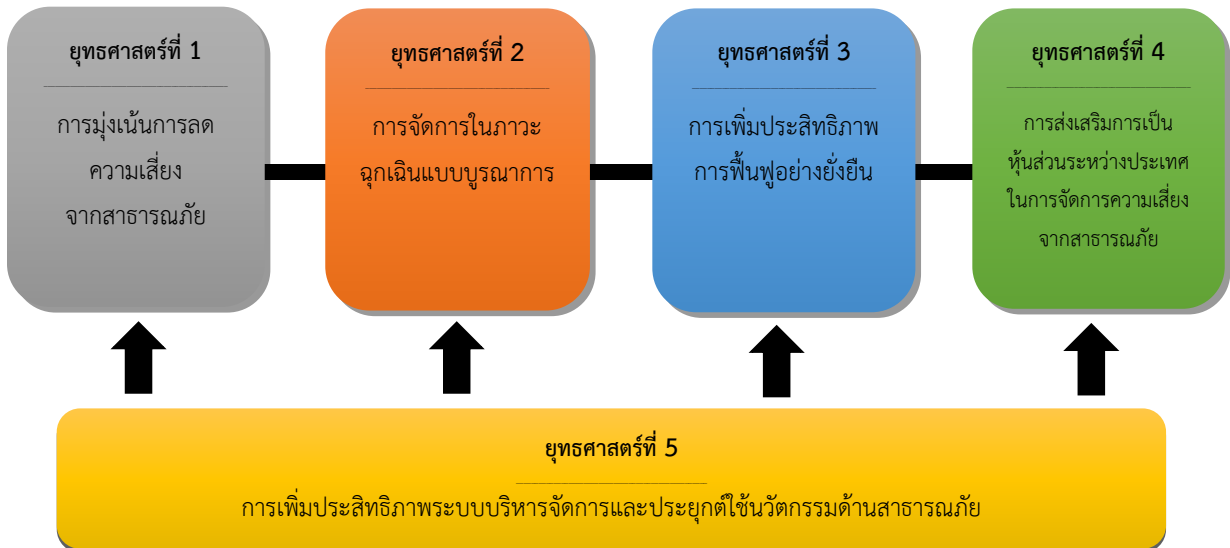 ยุทธศาสตร์ที่ 1
การมุ่งเน้นการลด
ความเสี่ยง
จากสาธารณภัย
ยุทธศาสตร์ที่ 2
การจัดการในภาวะ
ฉุกเฉินแบบบูรณาการ
ยุทธศาสตร์ที่ 3
การเพิ่มประสิทธิภาพ
การฟื้นฟูอย่างยั่งยืน
ยุทธศาสตร์ที่ 4
การส่งเสริมการเป็น
หุ้นส่วนระหว่างประเทศ
ในการจัดการความเสี่ยง
จากสาธารณภัย
ยุทธศาสตร์ที่ 5
การเพิ่มประสิทธิภาพระบบบริหารจัดการและประยุกต์ใช้นวัตกรรมด้านสาธารณภัย